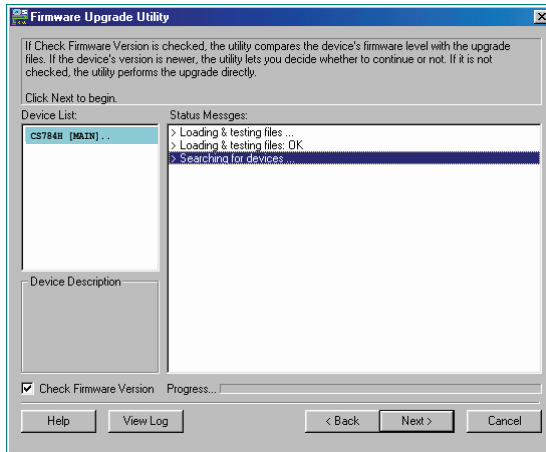 Firmware Upgrade Utility
If Check Firmware Version is checked, the utility compares the device's firmware level with the upgrade
files. If the device's version is newer, the utility lets you decide whether to continue or not. If it is not
checked, the utility performs the upgrade directly.
Click Next to begin.
Device List:
Status Messges:
CS784H [MAIN]..
> Loading & testing files ...
> Loading & testing files: OK
> Searching for devices ...
Device Description
Check Firmware Version
Progress...
Help
View Log
< Back
Next >
Cancel